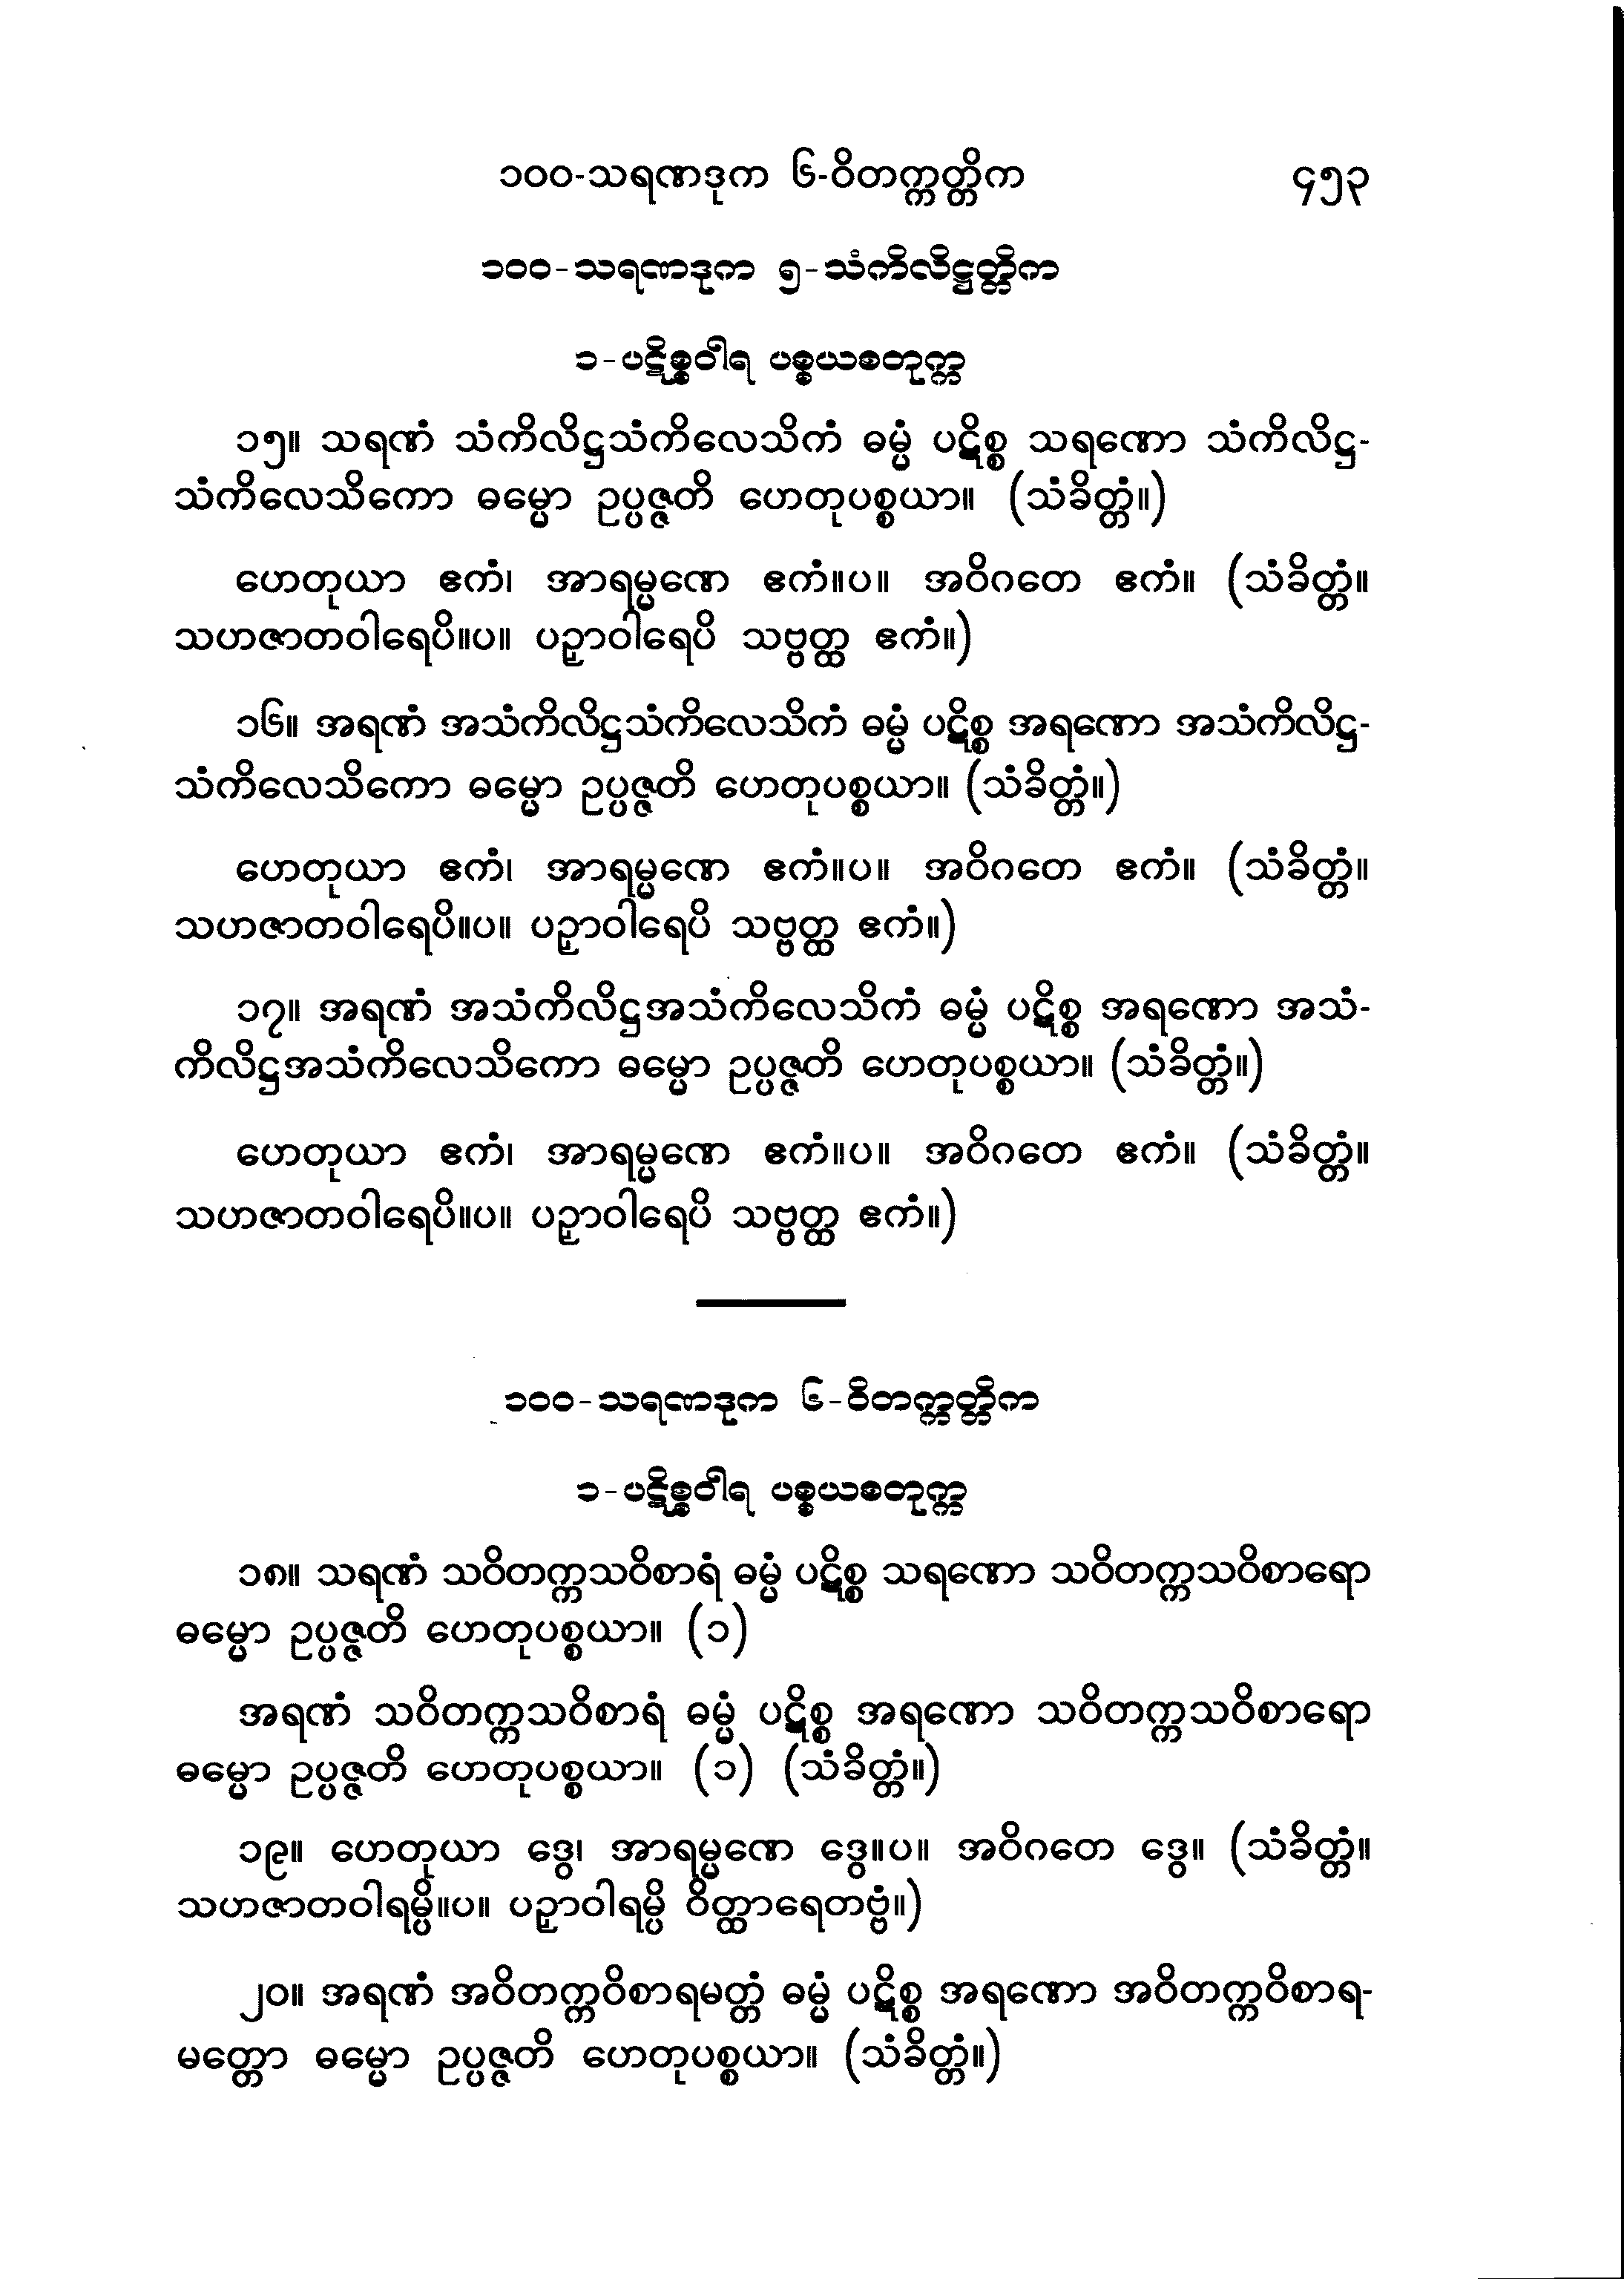 ၁၀၀-သရဏဒုက ၆-ဝိတက္ကတ္တိက ၄၅၃
၁၀၀-သရဏဒုက ၅-သံကိလိဋ္ဌတ္တိက
၁-ပဋိစ္စဝါရ ပစ္စယစတုက္က
၁၅။ သရဏံ သံကိလိဋ္ဌသံကိလေသိကံ ဓမ္မံ ပဋိစ္စ သရဏော သံကိလိဋ္ဌ-
သံကိလေသိကော ဓမ္မော ဥပ္ပဇ္ဇတိ ဟေတုပစ္စယာ။ (သံခိတ္တံ။)
ဟေတုယာ ဧကံ၊ အာရမ္မဏေ ဧကံ။ပ။ အဝိဂတေ ဧကံ။ (သံခိတ္တံ။
သဟဇာတဝါရေပိ။ပ။ ပဉှာဝါရေပိ သဗ္ဗတ္ထ ဧကံ။)
၁၆။ အရဏံ အသံကိလိဋ္ဌသံကိလေသိကံ ဓမ္မံ ပဋိစ္စ အရဏော အသံကိလိဋ္ဌ-
သံကိလေသိကော ဓမ္မော ဥပ္ပဇ္ဇတိ ဟေတုပစ္စယာ။ (သံခိတ္တံ။)
ဟေတုယာ ဧကံ၊ အာရမ္မဏေ ဧကံ။ပ။ အဝိဂတေ ဧကံ။ (သံခိတ္တံ။
သဟဇာတဝါရေပိ။ပ။ ပဉှာဝါရေပိ သဗ္ဗတ္ထ ဧကံ။)
၁၇။ အရဏံ အသံကိလိဋ္ဌအသံကိလေသိကံ ဓမ္မံ ပဋိစ္စ အရဏော အသံ-
ကိလိဋ္ဌအသံကိလေသိကော ဓမ္မော ဥပ္ပဇ္ဇတိ ဟေတုပစ္စယာ။ (သံခိတ္တံ။)
ဟေတုယာ ဧကံ၊ အာရမ္မဏေ ဧကံ။ပ။ အဝိဂတေ ဧကံ။ (သံခိတ္တံ။
သဟဇာတဝါရေပိ။ပ။ ပဉှာဝါရေပိ သဗ္ဗတ္ထ ဧကံ။)
၁၀၀-သရဏဒုက ၆-ဝိတက္ကတ္တိက
၁-ပဋိစ္စဝါရ ပစ္စယစတုက္က
၁၈။ သရဏံ သဝိတက္ကသဝိစာရံ ဓမ္မံ ပဋိစ္စ သရဏော သဝိတက္ကသဝိစာရော
ဓမ္မော ဥပ္ပဇ္ဇတိ ဟေတုပစ္စယာ။ (၁)
အရဏံ သဝိတက္ကသဝိစာရံ ဓမ္မံ ပဋိစ္စ အရဏော သဝိတက္ကသဝိစာရော
ဓမ္မော ဥပ္ပဇ္ဇတိ ဟေတုပစ္စယာ။ (၁) (သံခိတ္တံ။)
၁၉။ ဟေတုယာ ဒွေ၊ အာရမ္မဏေ ဒွေ။ပ။ အဝိဂတေ ဒွေ။ (သံခိတ္တံ။
သဟဇာတဝါရမ္ပိ။ပ။ ပဉှာဝါရမ္ပိ ဝိတ္ထာရေတဗ္ဗံ။)
၂၀။ အရဏံ အဝိတက္ကဝိစာရမတ္တံ ဓမ္မံ ပဋိစ္စ အရဏော အဝိတက္ကဝိစာရ-
မတ္တော ဓမ္မော ဥပ္ပဇ္ဇတိ ဟေတုပစ္စယာ။ (သံခိတ္တံ။)